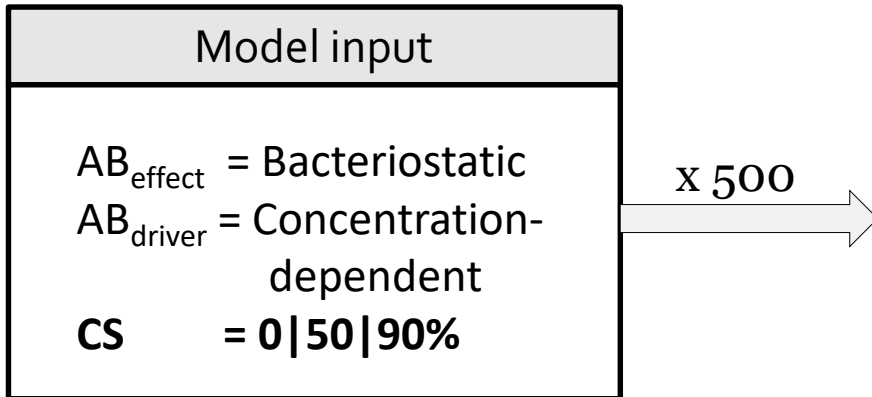 Model input
AB_effect = Bacteriostatic
AB_driver = Concentration-
dependent
CS = 0|50|90%
x 500